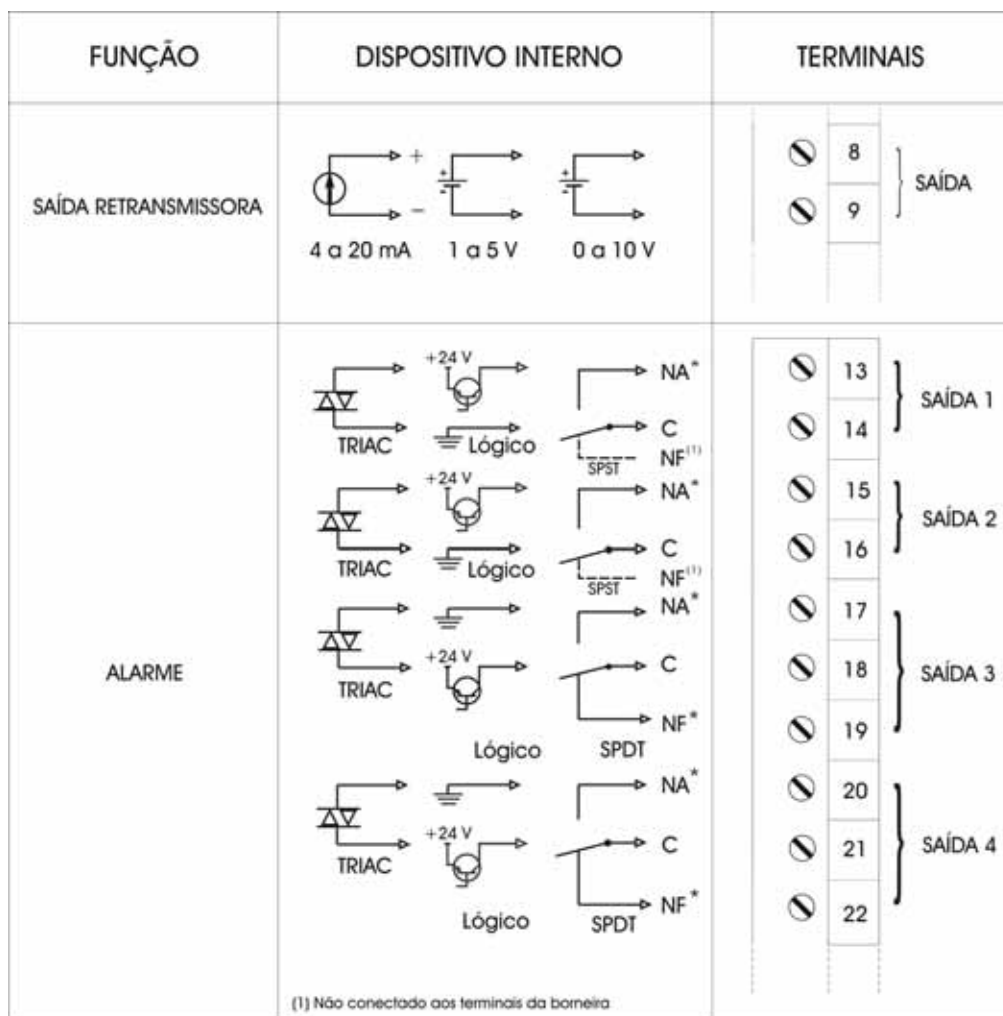 FUNÇÃO DISPOSITIVO INTERNO TERMINAIS
SAÍDA RETRANSMISSORA
+
−
4 a 20 mA
+
-
1 a 5 V
+
-
0 a 10 V
8
9
SAÍDA
ALARME
TRIAC
+24 V
Lógico
NA*
C
NF(1)
SPST
13
14
SAÍDA 1
TRIAC
+24 V
Lógico
NA*
C
NF(1)
SPST
15
16
SAÍDA 2
TRIAC
+24 V
Lógico
NA*
C
NF*
SPDT
17
18
19
SAÍDA 3
TRIAC
+24 V
Lógico
NA*
C
NF*
SPDT
20
21
22
SAÍDA 4
(1) Não conectado aos terminais da borneira